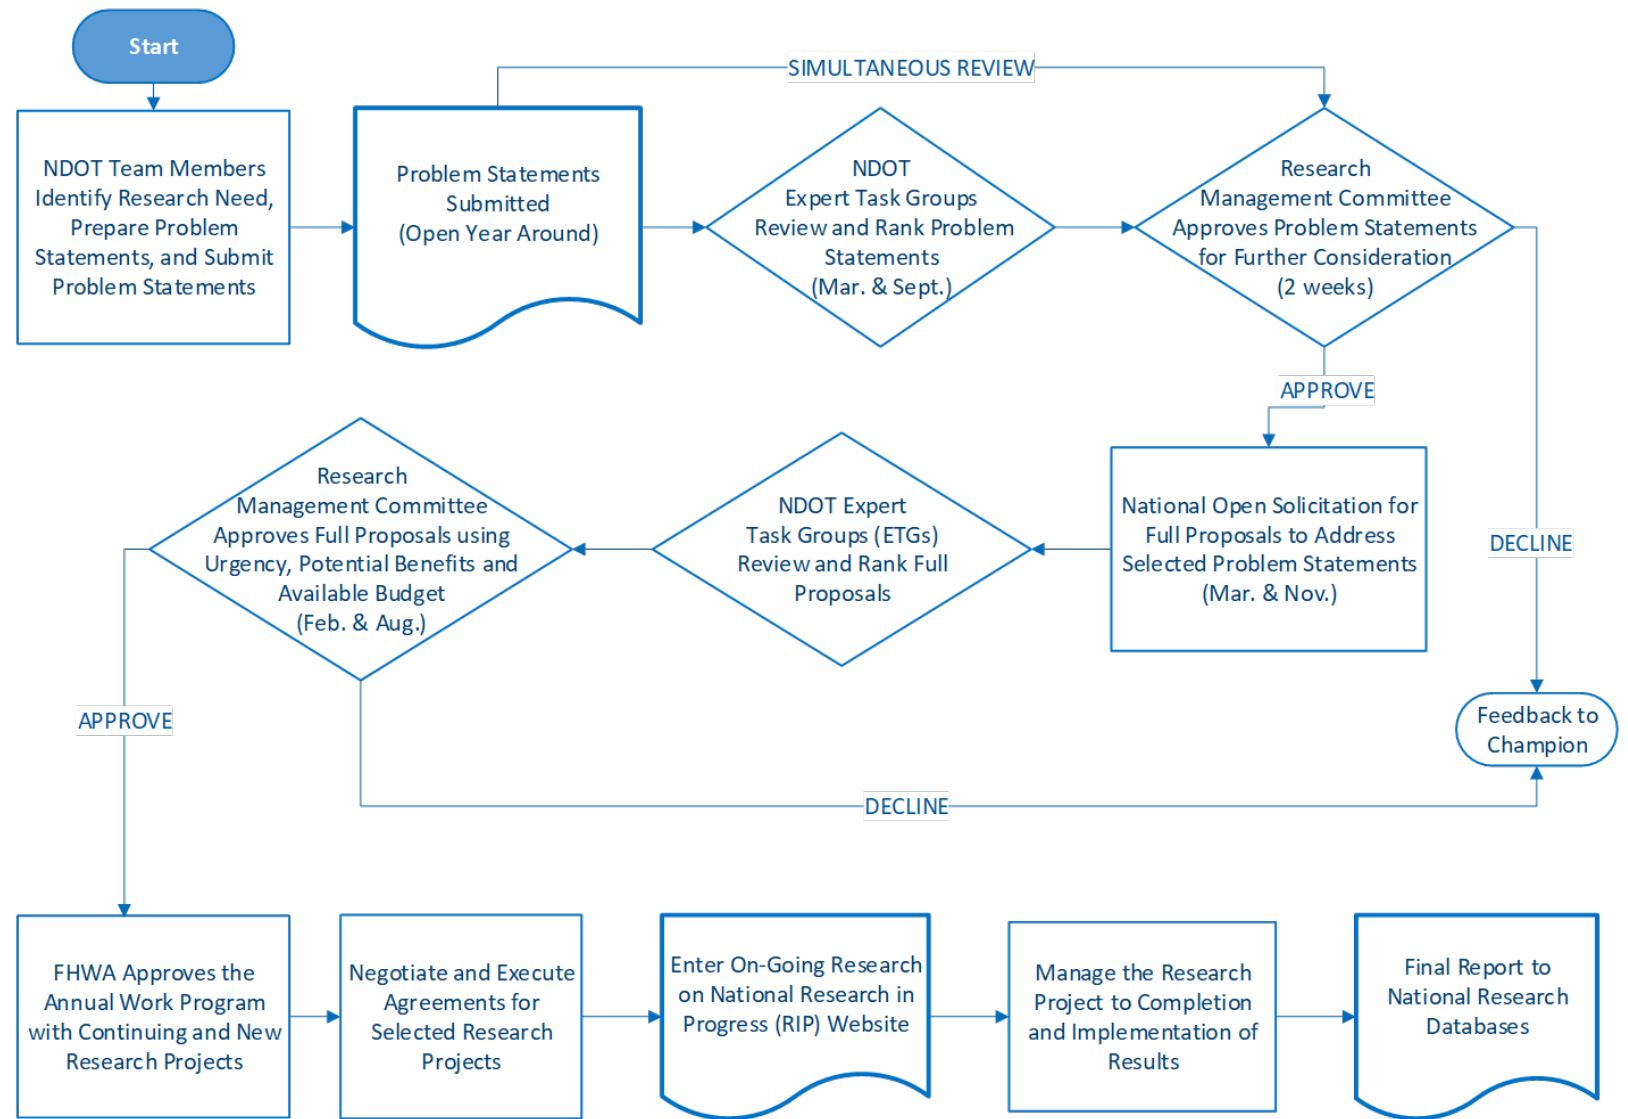 Start
SIMULTANEOUS REVIEW
NDOT Team Members
Identify Research Need,
Prepare Problem
Statements, and Submit
Problem Statements
Problem Statements
Submitted
(Open Year Around)
NDOT
Expert Task Groups
Review and Rank Problem
Statements
(Mar. & Sept.)
Research
Management Committee
Approves Problem Statements
for Further Consideration
(2 weeks)
APPROVE
DECLINE
National Open Solicitation for
Full Proposals to Address
Selected Problem Statements
(Mar. & Nov.)
NDOT Expert
Task Groups (ETGs)
Review and Rank Full
Proposals
Research
Management Committee
Approves Full Proposals using
Urgency, Potential Benefits and
Available Budget
(Feb. & Aug.)
APPROVE
DECLINE
Feedback to
Champion
FHWA Approves the
Annual Work Program
with Continuing and New
Research Projects
Negotiate and Execute
Agreements for
Selected Research
Projects
Enter On-Going Research
on National Research in
Progress (RIP) Website
Manage the Research
Project to Completion
and Implementation of
Results
Final Report to
National Research
Databases